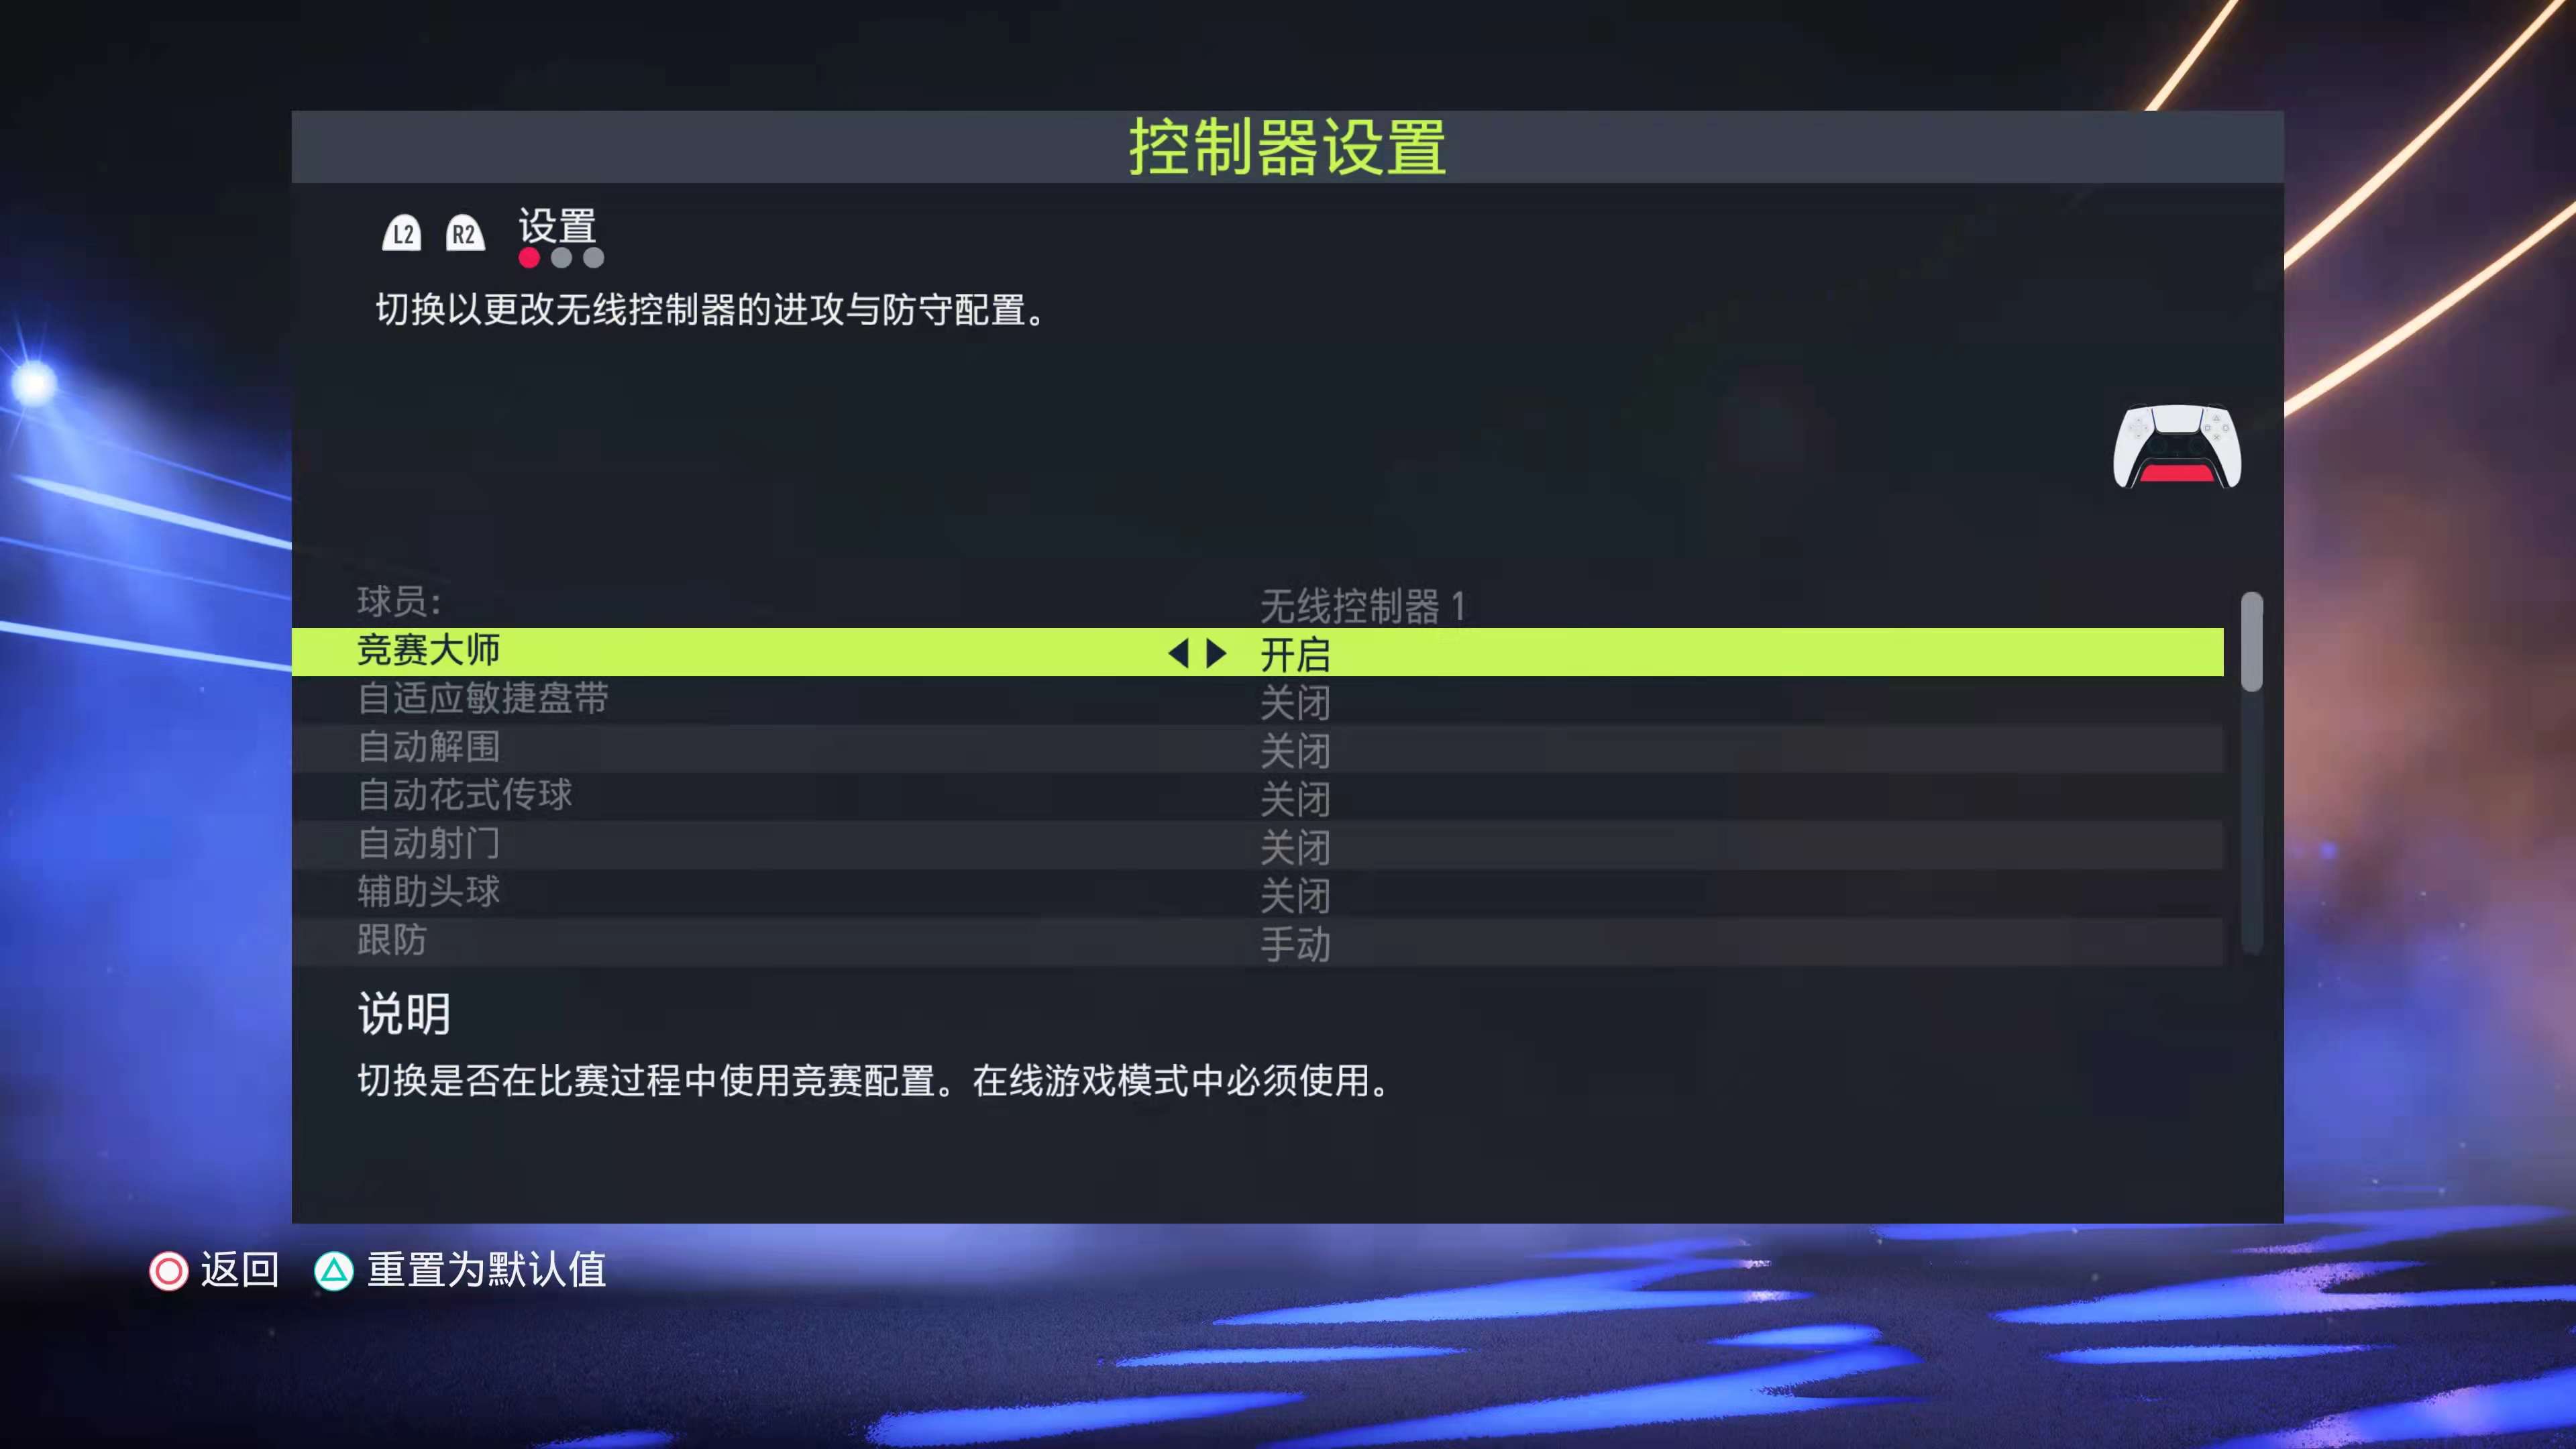 控制器设置
L2 R2 设置
切换以更改无线控制器的进攻与防守配置。
球员: 无线控制器 1
竞赛大师 开启
自适应敏捷盘带 关闭
自动解围 关闭
自动花式传球 关闭
自动射门 关闭
辅助头球 关闭
跟防 手动
说明
切换是否在比赛过程中使用竞赛配置。在线游戏模式中必须使用。
返回 重置为默认值